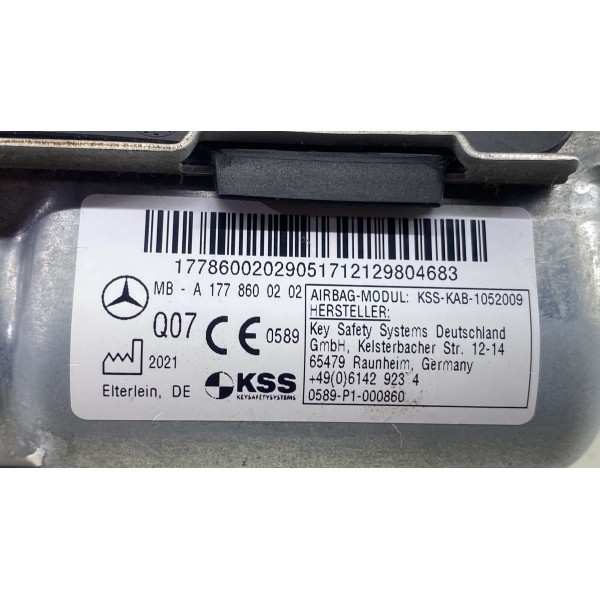 17786002029051712129804683
MB - A 177 860 02 02
Q07
CE 0589
2021
Elterlein, DE
KSS
KEYSAFETYSYSTEMS
AIRBAG-MODUL: KSS-KAB-1052009
HERSTELLER:
Key Safety Systems Deutschland
GmbH, Kelsterbacher Str. 12-14
65479 Raunheim, Germany
+49(0)6142 923 4
0589-P1-000860